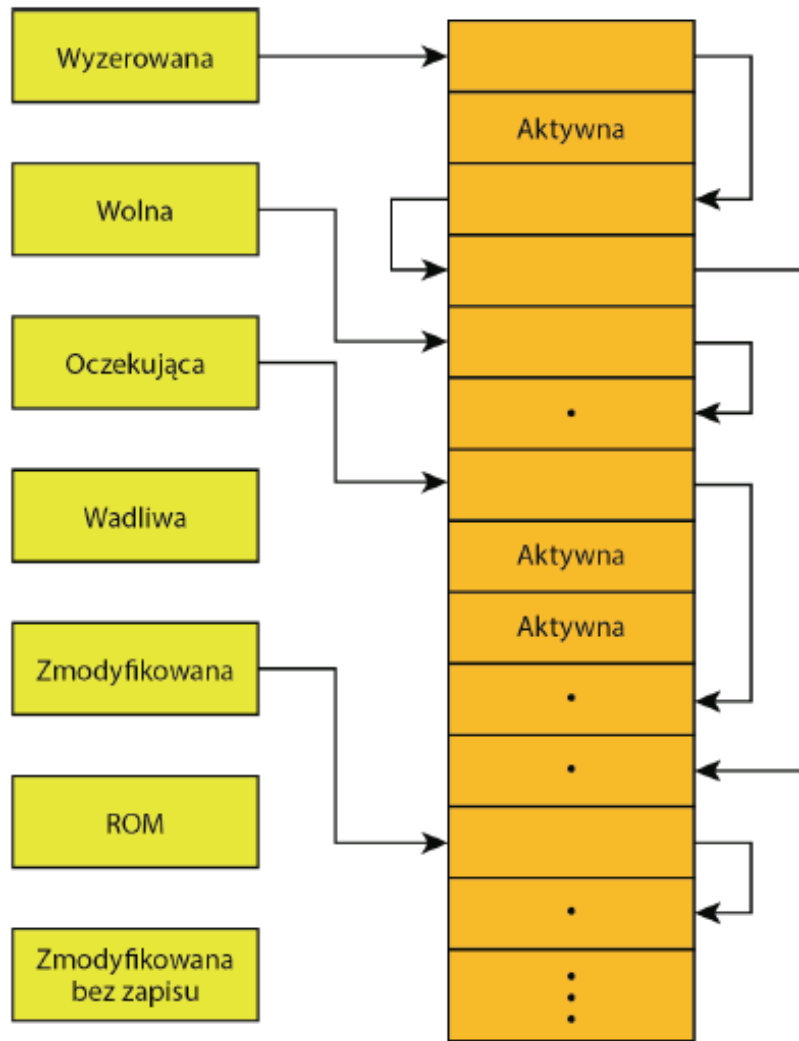 Wyzerowana
Aktywna
Wolna
Oczekująca
Wadliwa
Aktywna
Aktywna
Zmodyfikowana
ROM
Zmodyfikowana
bez zapisu